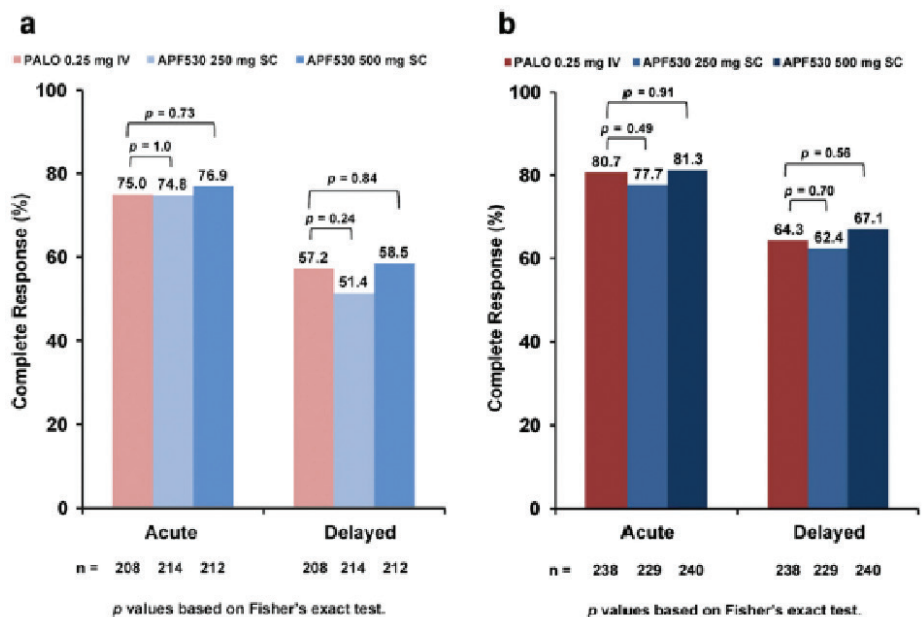 a
PALO 0.25 mg IV APF530 250 mg SC APF530 500 mg SC
Complete Response (%)
100
80
60
40
20
0
p = 0.73
p = 1.0
75.0 74.8 76.9
p = 0.84
p = 0.24
57.2 51.4 58.5
Acute Delayed
n = 208 214 212 208 214 212
p values based on Fisher's exact test.
b
PALO 0.25 mg IV APF530 250 mg SC APF530 500 mg SC
Complete Response (%)
100
80
60
40
20
0
p = 0.91
p = 0.49
80.7 77.7 81.3
p = 0.56
p = 0.70
64.3 62.4 67.1
Acute Delayed
n = 238 229 240 238 229 240
p values based on Fisher's exact test.